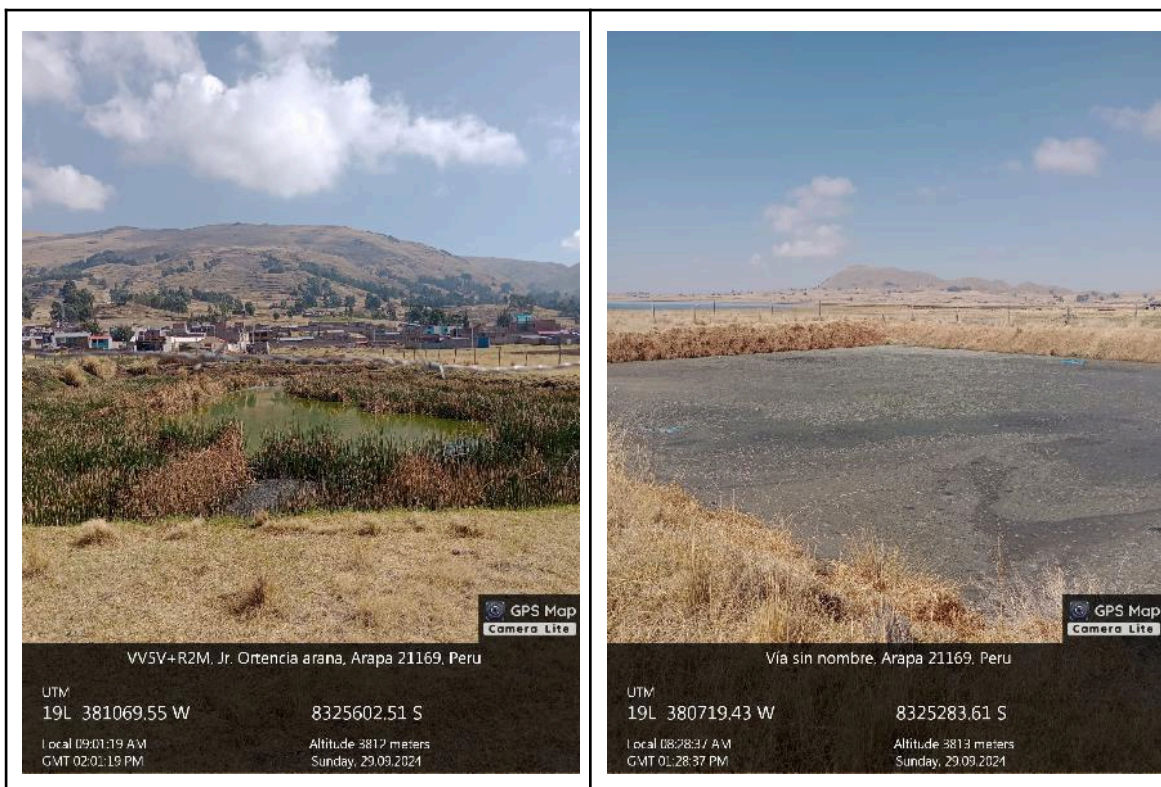 GPS Map
Camera Lite
VV5V+R2M, Jr. Ortencia arana, Arapa 21169, Peru
UTM
19L 381069.55 W 8325602.51 S
Local 09:01:19 AM Altitude 3812 meters
GMT 02:01:19 PM Sunday, 29.09.2024
GPS Map
Camera Lite
Vía sin nombre, Arapa 21169, Peru
UTM
19L 380719.43 W 8325283.61 S
Local 08:28:37 AM Altitude 3813 meters
GMT 01:28:37 PM Sunday, 29.09.2024